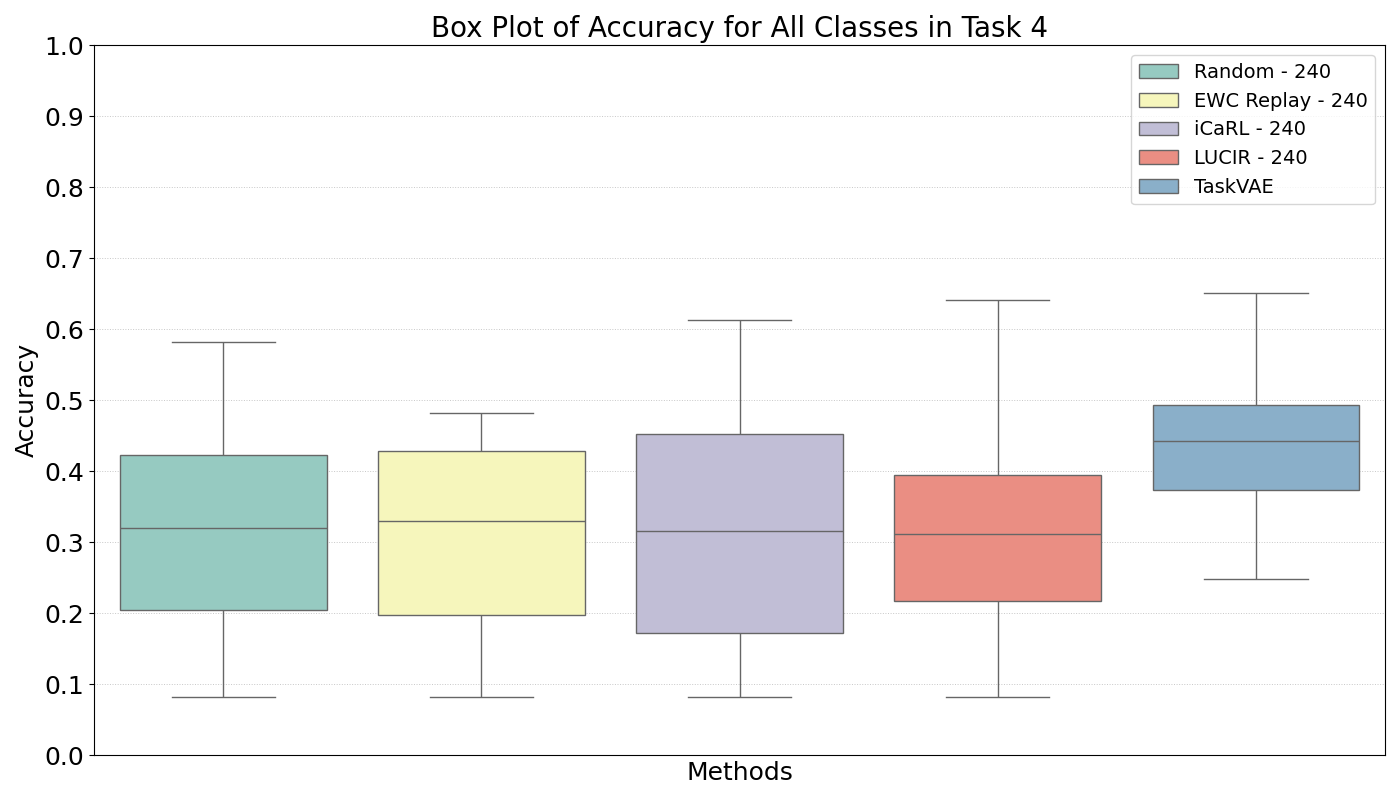 Box Plot of Accuracy for All Classes in Task 4
1.0
0.9
0.8
0.7
0.6
0.5
0.4
0.3
0.2
0.1
0.0
Accuracy
Methods
Random - 240
EWC Replay - 240
iCaRL - 240
LUCIR - 240
TaskVAE